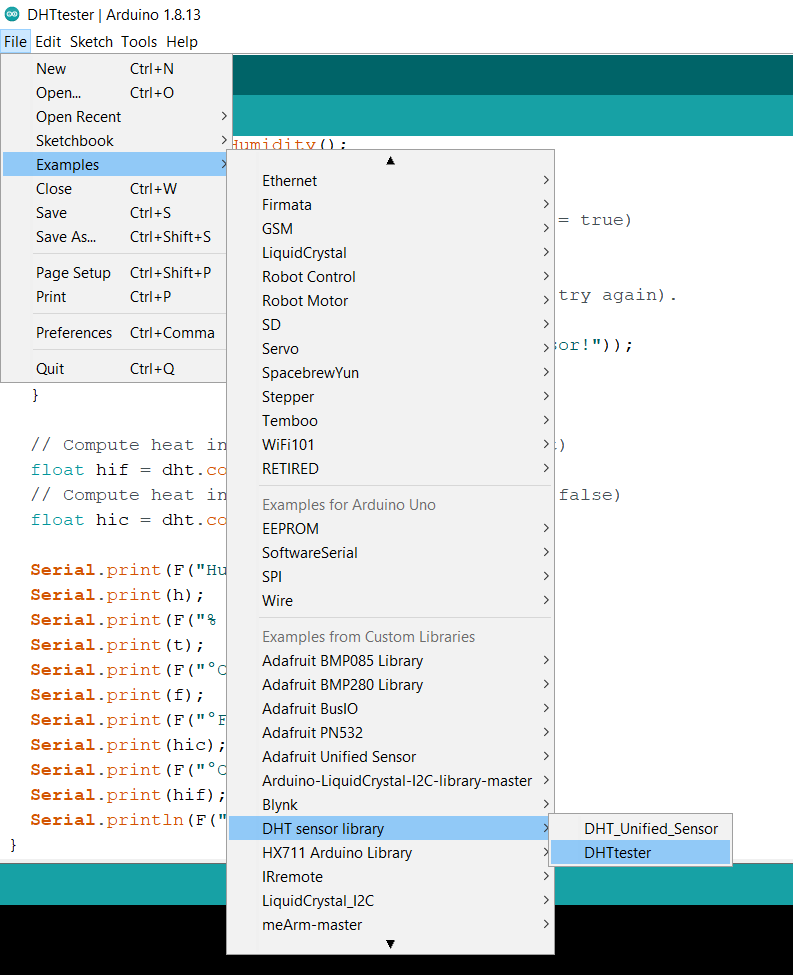 DHTtester | Arduino 1.8.13
File Edit Sketch Tools Help
New Ctrl+N
Open... Ctrl+O
Open Recent
Sketchbook
Examples
Close Ctrl+W
Save Ctrl+S
Save As... Ctrl+Shift+S
Page Setup Ctrl+Shift+P
Print Ctrl+P
Preferences Ctrl+Comma
Quit Ctrl+Q
Ethernet
Firmata
GSM
LiquidCrystal
Robot Control
Robot Motor
SD
Servo
SpacebrewYun
Stepper
Temboo
WiFi101
RETIRED
Examples for Arduino Uno
EEPROM
SoftwareSerial
SPI
Wire
Examples from Custom Libraries
Adafruit BMP085 Library
Adafruit BMP280 Library
Adafruit BusIO
Adafruit PN532
Adafruit Unified Sensor
Arduino-LiquidCrystal-I2C-library-master
Blynk
DHT sensor library
HX711 Arduino Library
IRremote
LiquidCrystal_I2C
meArm-master
DHT_Unified_Sensor
DHTtester
Humidity();
= true)
try again).
sor!"));
}
// Compute heat in )
float hif = dht.co
// Compute heat in false)
float hic = dht.co
Serial.print(F("Hu
Serial.print(h);
Serial.print(F("%
Serial.print(t);
Serial.print(F("°C
Serial.print(f);
Serial.print(F("°F
Serial.print(hic);
Serial.print(F("°C
Serial.print(hif);
Serial.println(F("
}